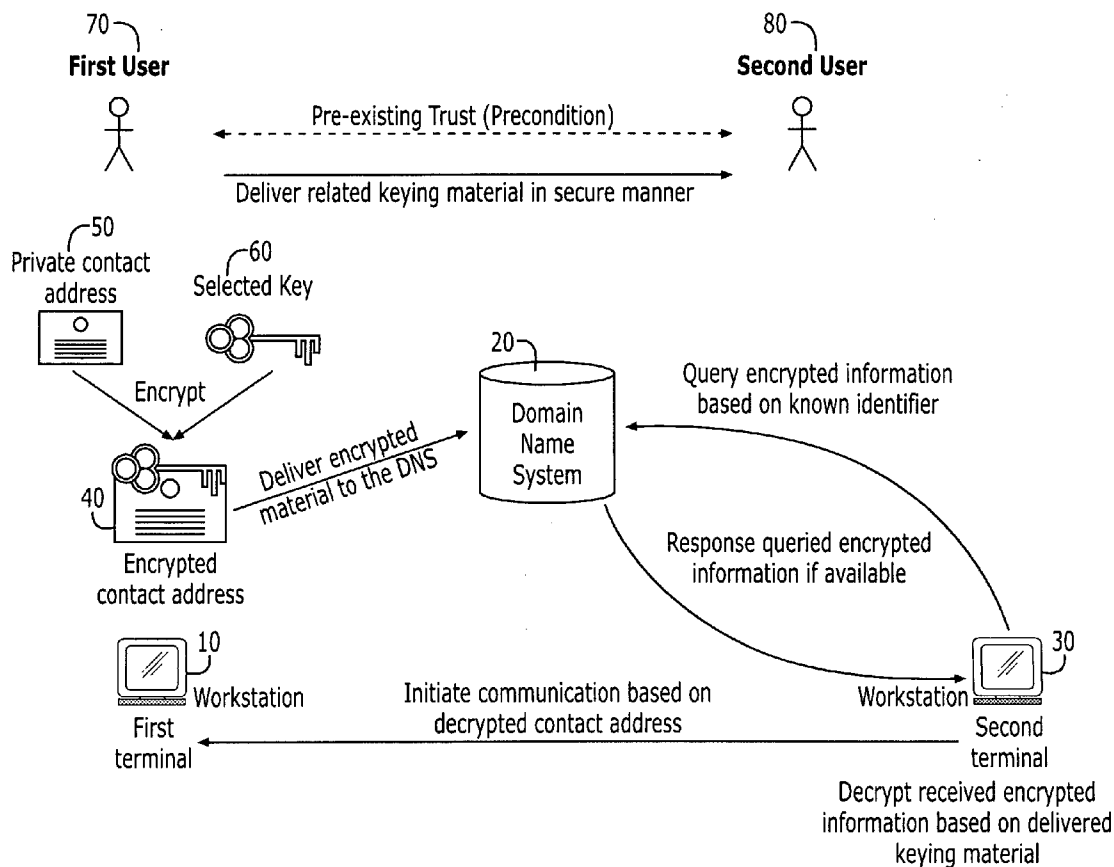 70
First User
80
Second User
Pre-existing Trust (Precondition)
Deliver related keying material in secure manner
50
Private contact
address
60
Selected Key
Encrypt
40
Encrypted
contact address
Deliver encrypted
material to the DNS
20
Domain
Name
System
Query encrypted information
based on known identifier
Response queried encrypted
information if available
10
Workstation
First
terminal
Initiate communication based on
decrypted contact address
30
Workstation
Second
terminal
Decrypt received encrypted
information based on delivered
keying material